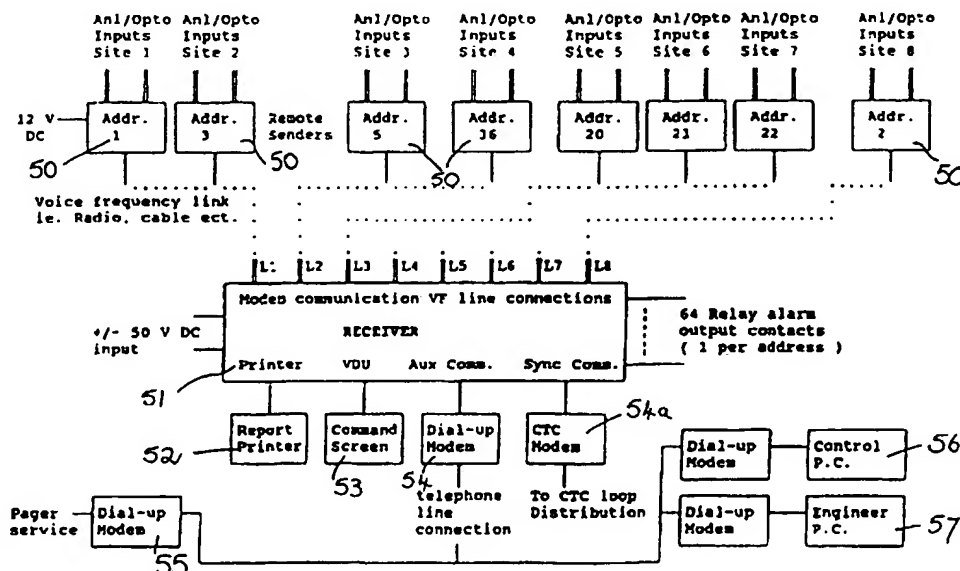 Anl/Opto Anl/Opto Anl/Opto Anl/Opto Anl/Opto Anl/Opto Anl/Opto Anl/Opto
Inputs Inputs Inputs Inputs Inputs Inputs Inputs Inputs
Site 1 Site 2 Site 3 Site 4 Site 5 Site 6 Site 7 Site 8
12 V DC
Addr. 1
Addr. 3
Remote Senders
Addr. 5
Addr. 36
Addr. 20
Addr. 21
Addr. 22
Addr. 2
50 50 50 50
Voice frequency link
ie. Radio, cable ect.
L1 L2 L3 L4 L5 L6 L7 L8
Modem communication VF line connections
+/- 50 V DC
input
RECEIVER
64 Relay alarm
output contacts
( 1 per address )
Printer VDU Aux Comm. Sync Comm.
51
Report
Printer
52
Command
Screen
53
Dial-up
Modem
54
CTC
Modem
54a
telephone
line
connection
To CTC loop
Distribution
Dial-up
Modem
Control
P.C.
56
Dial-up
Modem
Engineer
P.C.
57
Pager
service
Dial-up
Modem
55